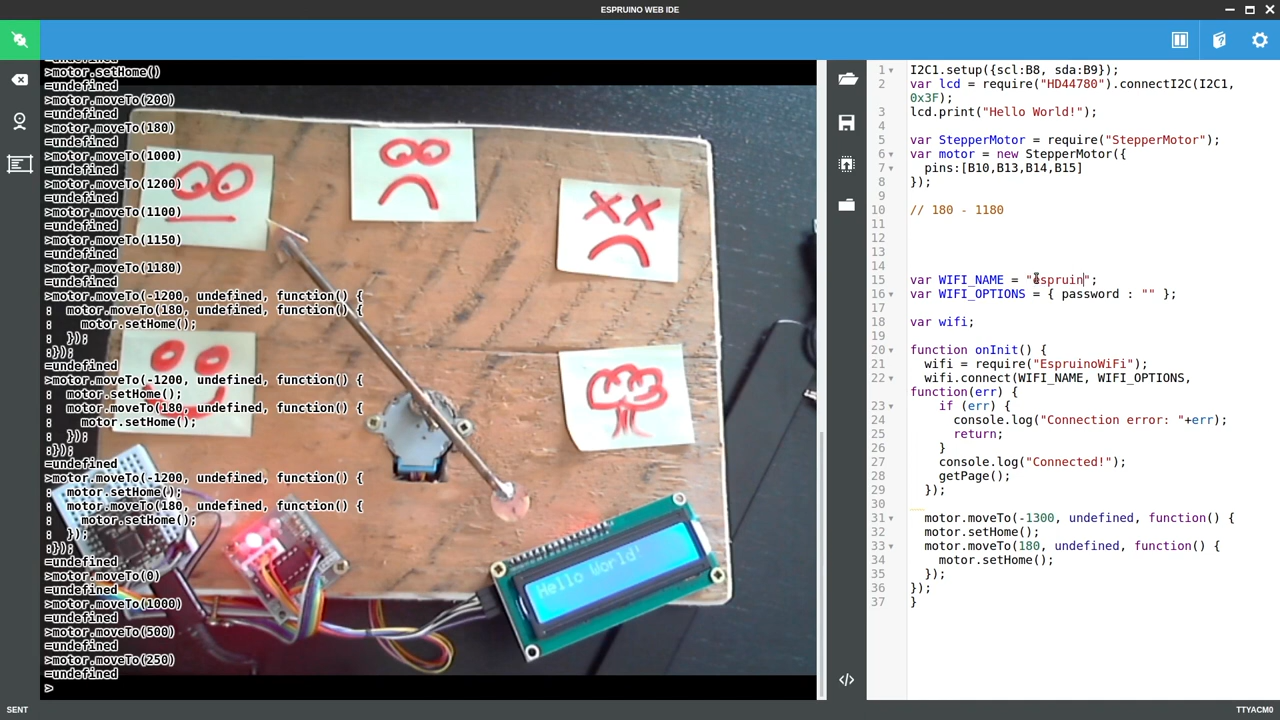 ESPRUINO WEB IDE
=undefined
>motor.setHome()
=undefined
>motor.moveTo(200)
=undefined
>motor.moveTo(180)
=undefined
>motor.moveTo(1000)
=undefined
>motor.moveTo(1200)
=undefined
>motor.moveTo(1100)
=undefined
>motor.moveTo(1150)
=undefined
>motor.moveTo(1180)
=undefined
>motor.moveTo(-1200, undefined, function() {
:  motor.moveTo(180, undefined, function() {
:    motor.setHome();
:  });
:});
=undefined
>motor.moveTo(-1200, undefined, function() {
:  motor.setHome();
:  motor.moveTo(180, undefined, function() {
:    motor.setHome();
:  });
:});
=undefined
>motor.moveTo(-1200, undefined, function() {
:  motor.setHome();
:  motor.moveTo(180, undefined, function() {
:    motor.setHome();
:  });
:});
=undefined
>motor.moveTo(0)
=undefined
>motor.moveTo(1000)
=undefined
>motor.moveTo(500)
=undefined
>motor.moveTo(250)
=undefined
>
Hello World!
1 I2C1.setup({scl:B8, sda:B9});
2 var lcd = require("HD44780").connectI2C(I2C1,
0x3F);
3 lcd.print("Hello World!");
4
5 var StepperMotor = require("StepperMotor");
6 var motor = new StepperMotor({
7   pins:[B10,B13,B14,B15]
8 });
9
10 // 180 - 1180
11
12
13
14
15 var WIFI_NAME = "espruin";
16 var WIFI_OPTIONS = { password : "" };
17
18 var wifi;
19
20 function onInit() {
21   wifi = require("EspruinoWiFi");
22   wifi.connect(WIFI_NAME, WIFI_OPTIONS,
function(err) {
23     if (err) {
24       console.log("Connection error: "+err);
25       return;
26     }
27     console.log("Connected!");
28     getPage();
29   });
30
31   motor.moveTo(-1300, undefined, function() {
32   motor.setHome();
33   motor.moveTo(180, undefined, function() {
34     motor.setHome();
35   });
36 });
37 }
SENT
TTYACM0